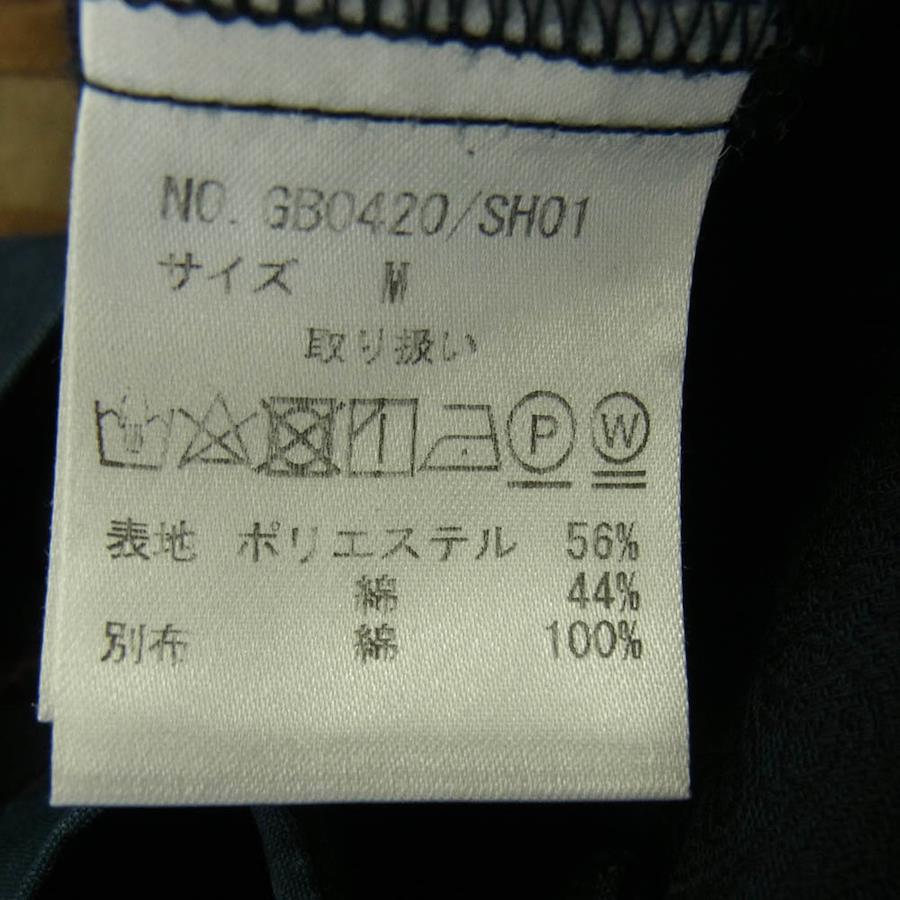 NO. GB0420/SH01
サイズ M
取り扱い
P W
表地 ポリエステル 56%
綿 44%
別布 綿 100%